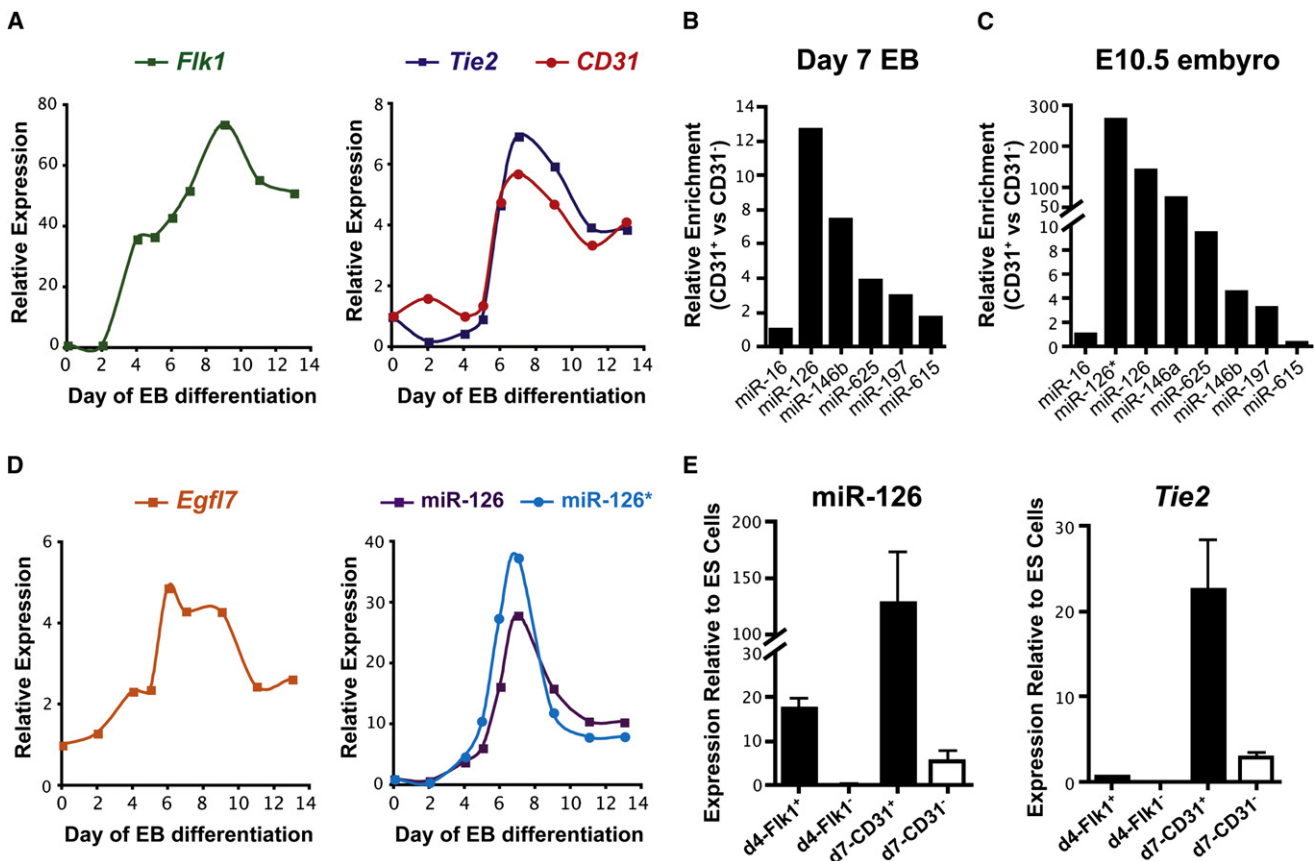 A
Flk1
Relative Expression
80
60
40
20
0
0 2 4 6 8 10 12 14
Day of EB differentiation
Tie2 CD31
Relative Expression
8
6
4
2
0
0 2 4 6 8 10 12 14
Day of EB differentiation
B
Day 7 EB
Relative Enrichment
(CD31+ vs CD31-)
14
12
10
8
6
4
2
0
miR-16
miR-126
miR-146b
miR-625
miR-197
miR-615
C
E10.5 embyro
Relative Enrichment
(CD31+ vs CD31-)
300
200
100
50
10
8
6
4
2
0
miR-16
miR-126*
miR-126
miR-146a
miR-625
miR-146b
miR-197
miR-615
D
Egfl7
Relative Expression
6
4
2
0
0 2 4 6 8 10 12 14
Day of EB differentiation
miR-126 miR-126*
Relative Expression
40
30
20
10
0
0 2 4 6 8 10 12 14
Day of EB differentiation
E
miR-126
Expression Relative to ES Cells
200
150
100
30
20
10
0
d4-Flk1+
d4-Flk1-
d7-CD31+
d7-CD31-
Tie2
Expression Relative to ES Cells
30
20
10
0
d4-Flk1+
d4-Flk1-
d7-CD31+
d7-CD31-